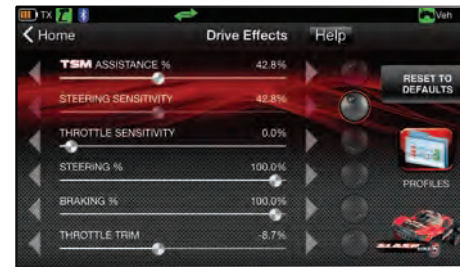 TX Veh
Home Drive Effects Help
TSM ASSISTANCE % 42.8%
RESET TO
DEFAULTS
STEERING SENSITIVITY 42.8%
THROTTLE SENSITIVITY 0.0%
STEERING % 100.0%
PROFILES
BRAKING % 100.0%
THROTTLE TRIM -8.7%
SLASH